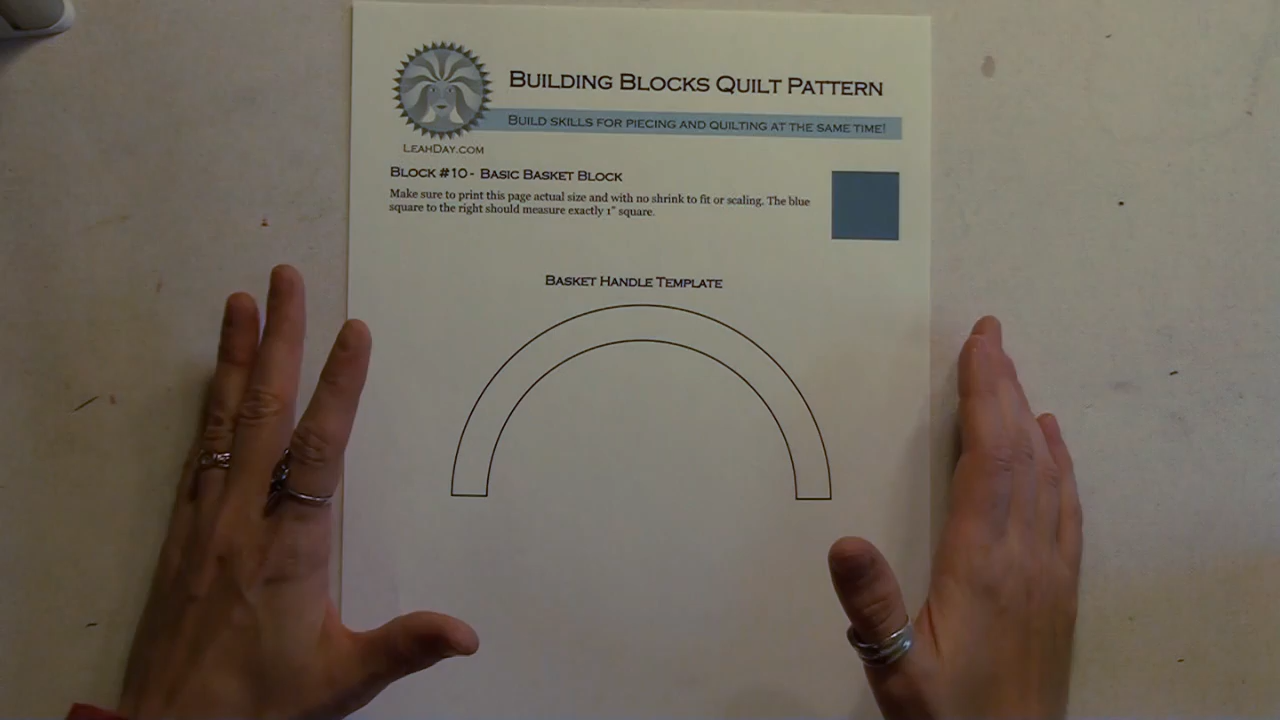 Building Blocks Quilt Pattern
Build skills for piecing and quilting at the same time!
LeahDay.com
Block #10 - Basic Basket Block
Make sure to print this page actual size and with no shrink to fit or scaling. The blue
square to the right should measure exactly 1" square.
Basket Handle Template